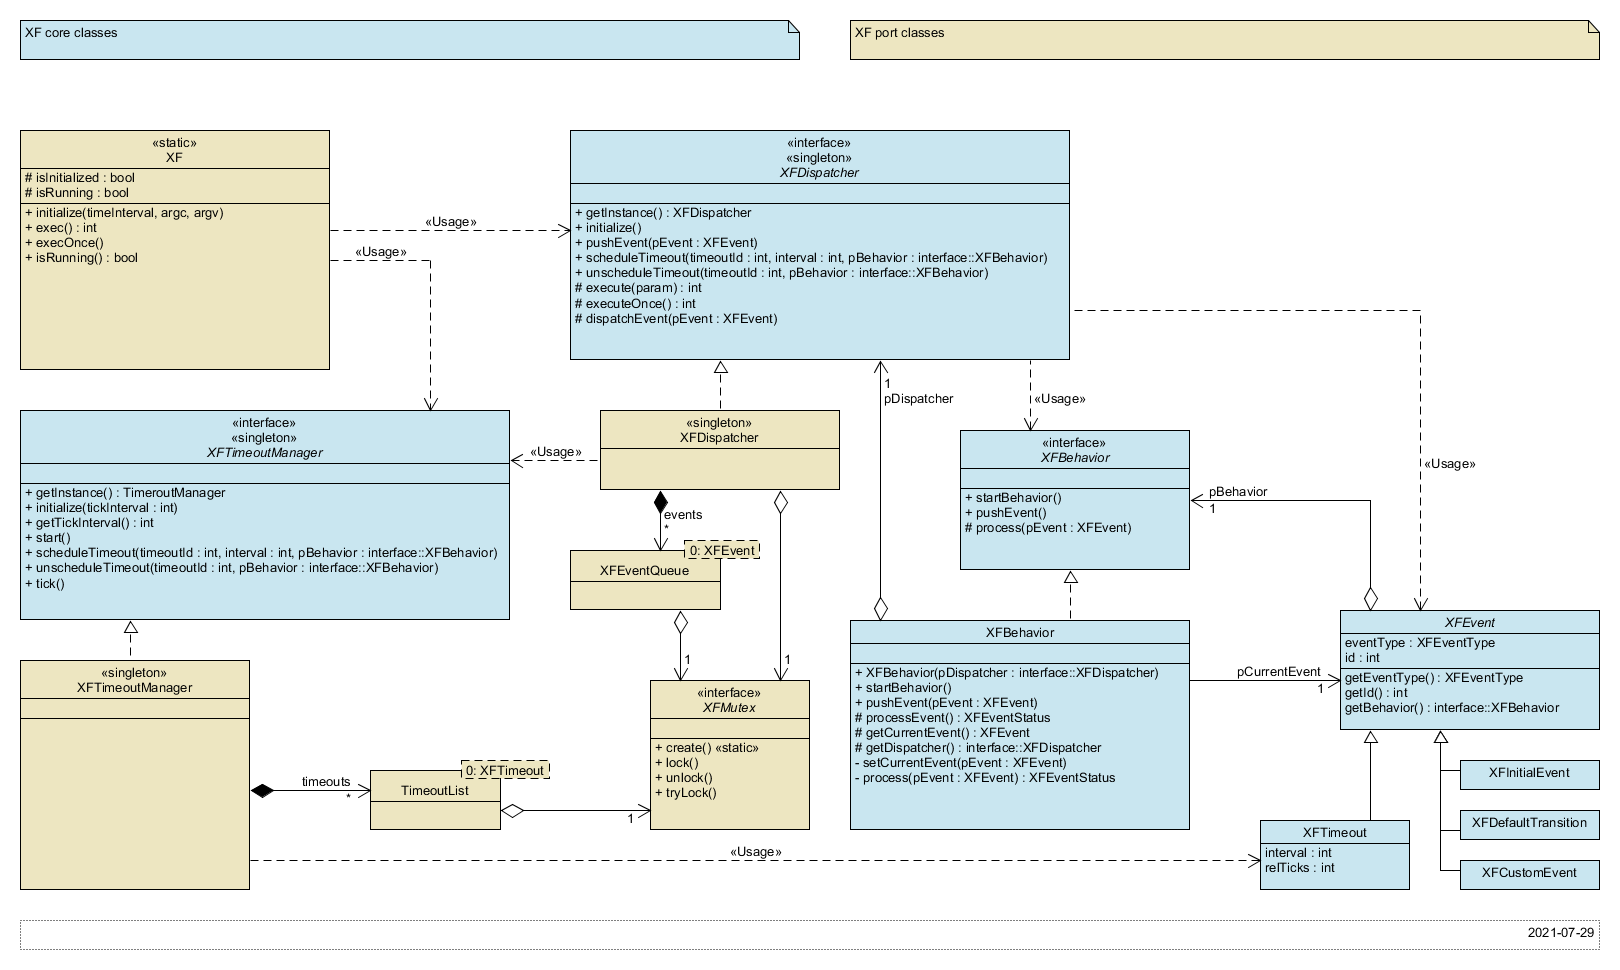 XF core classes
XF port classes
«static»
XF
# isInitialized : bool
# isRunning : bool
+ initialize(timeInterval, argc, argv)
+ exec() : int
+ execOnce()
+ isRunning() : bool
«Usage»
«Usage»
«interface»
«singleton»
XFDispatcher
+ getInstance() : XFDispatcher
+ initialize()
+ pushEvent(pEvent : XFEvent)
+ scheduleTimeout(timeoutId : int, interval : int, pBehavior : interface::XFBehavior)
+ unscheduleTimeout(timeoutId : int, pBehavior : interface::XFBehavior)
# execute(param) : int
# executeOnce() : int
# dispatchEvent(pEvent : XFEvent)
1
pDispatcher
«Usage»
«Usage»
«interface»
«singleton»
XFTimeoutManager
+ getInstance() : TimeroutManager
+ initialize(tickInterval : int)
+ getTickInterval() : int
+ start()
+ scheduleTimeout(timeoutId : int, interval : int, pBehavior : interface::XFBehavior)
+ unscheduleTimeout(timeoutId : int, pBehavior : interface::XFBehavior)
+ tick()
«Usage»
«singleton»
XFDispatcher
events
*
0: XFEvent
XFEventQueue
1
1
«interface»
XFBehavior
+ startBehavior()
+ pushEvent()
# process(pEvent : XFEvent)
pBehavior
1
«singleton»
XFTimeoutManager
timeouts
*
0: XFTimeout
TimeoutList
1
«interface»
XFMutex
+ create() «static»
+ lock()
+ unlock()
+ tryLock()
XFBehavior
+ XFBehavior(pDispatcher : interface::XFDispatcher)
+ startBehavior()
+ pushEvent(pEvent : XFEvent)
# processEvent() : XFEventStatus
# getCurrentEvent() : XFEvent
# getDispatcher() : interface::XFDispatcher
- setCurrentEvent(pEvent : XFEvent)
- process(pEvent : XFEvent) : XFEventStatus
pCurrentEvent
1
XFEvent
eventType : XFEventType
id : int
getEventType() : XFEventType
getId() : int
getBehavior() : interface::XFBehavior
XFInitialEvent
XFDefaultTransition
XFCustomEvent
XFTimeout
interval : int
relTicks : int
«Usage»
2021-07-29